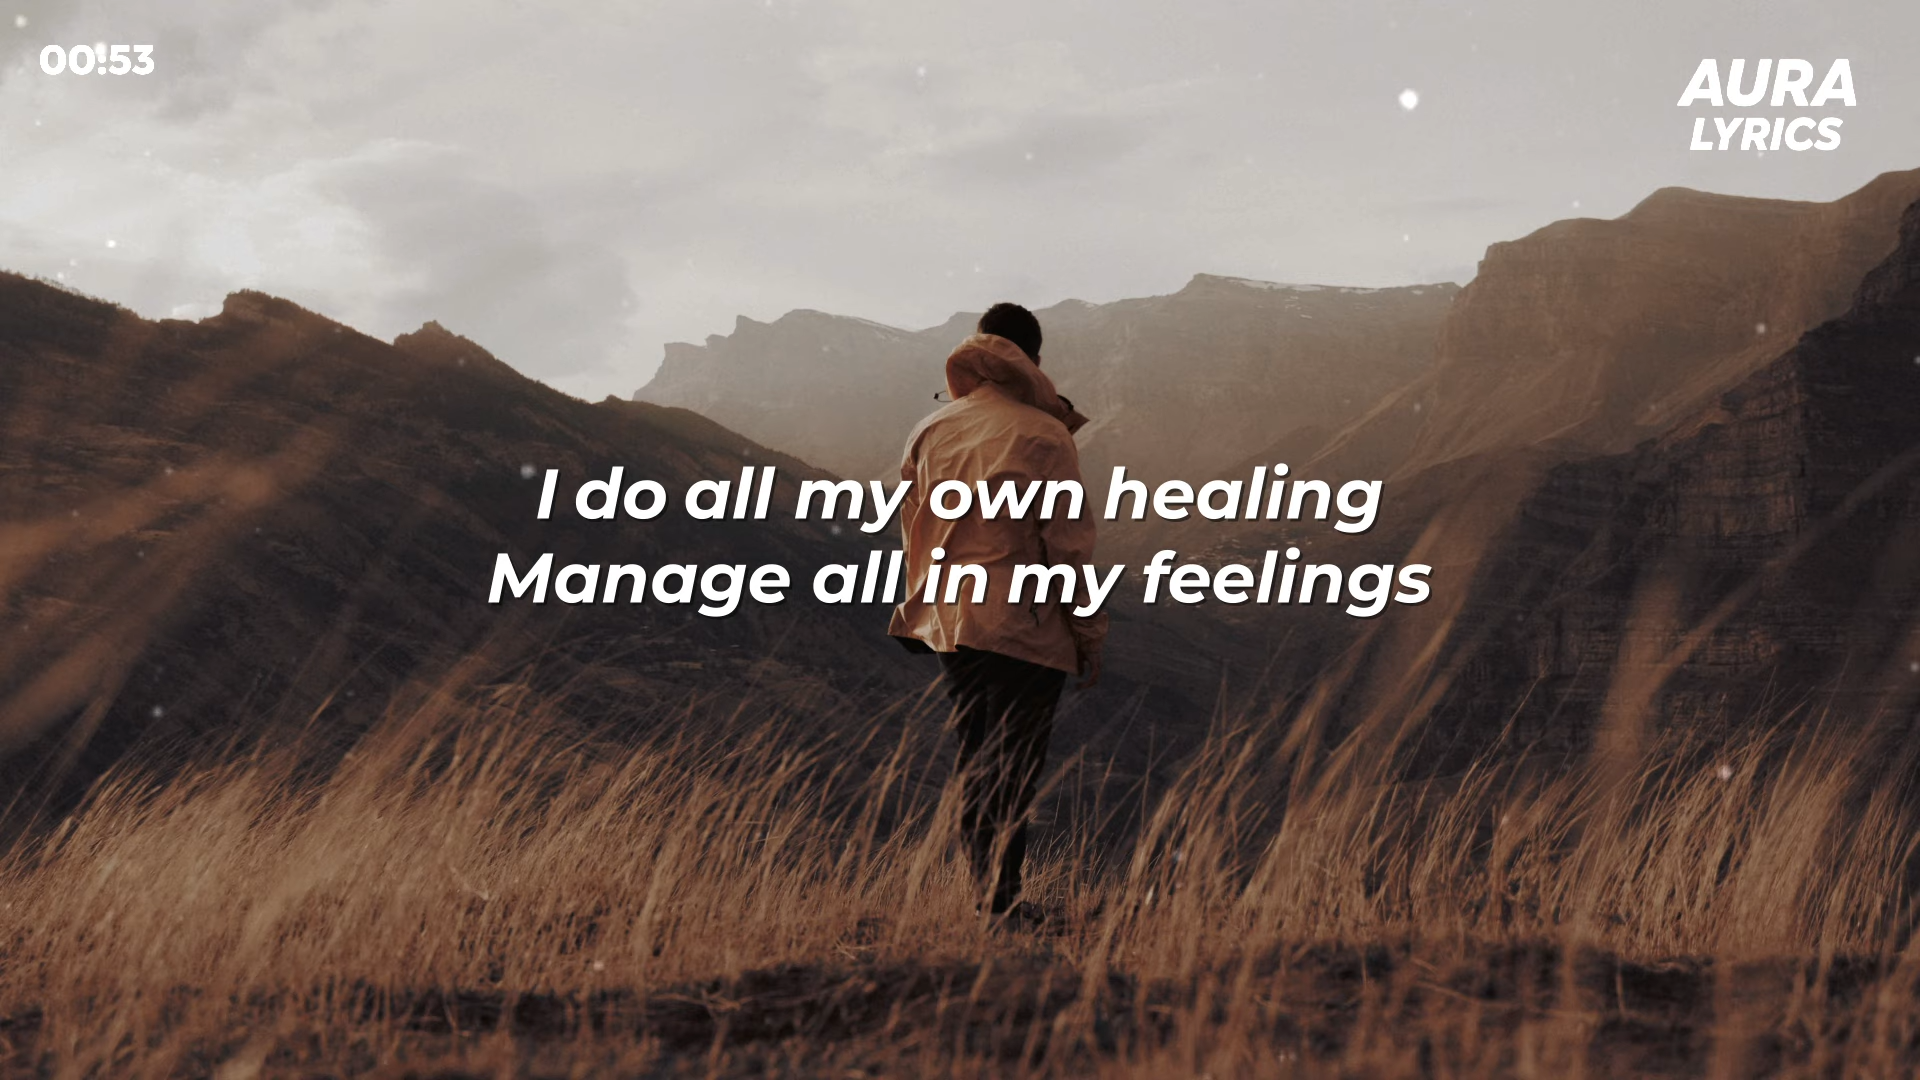 00:53
AURA
LYRICS
I do all my own healing
Manage all in my feelings